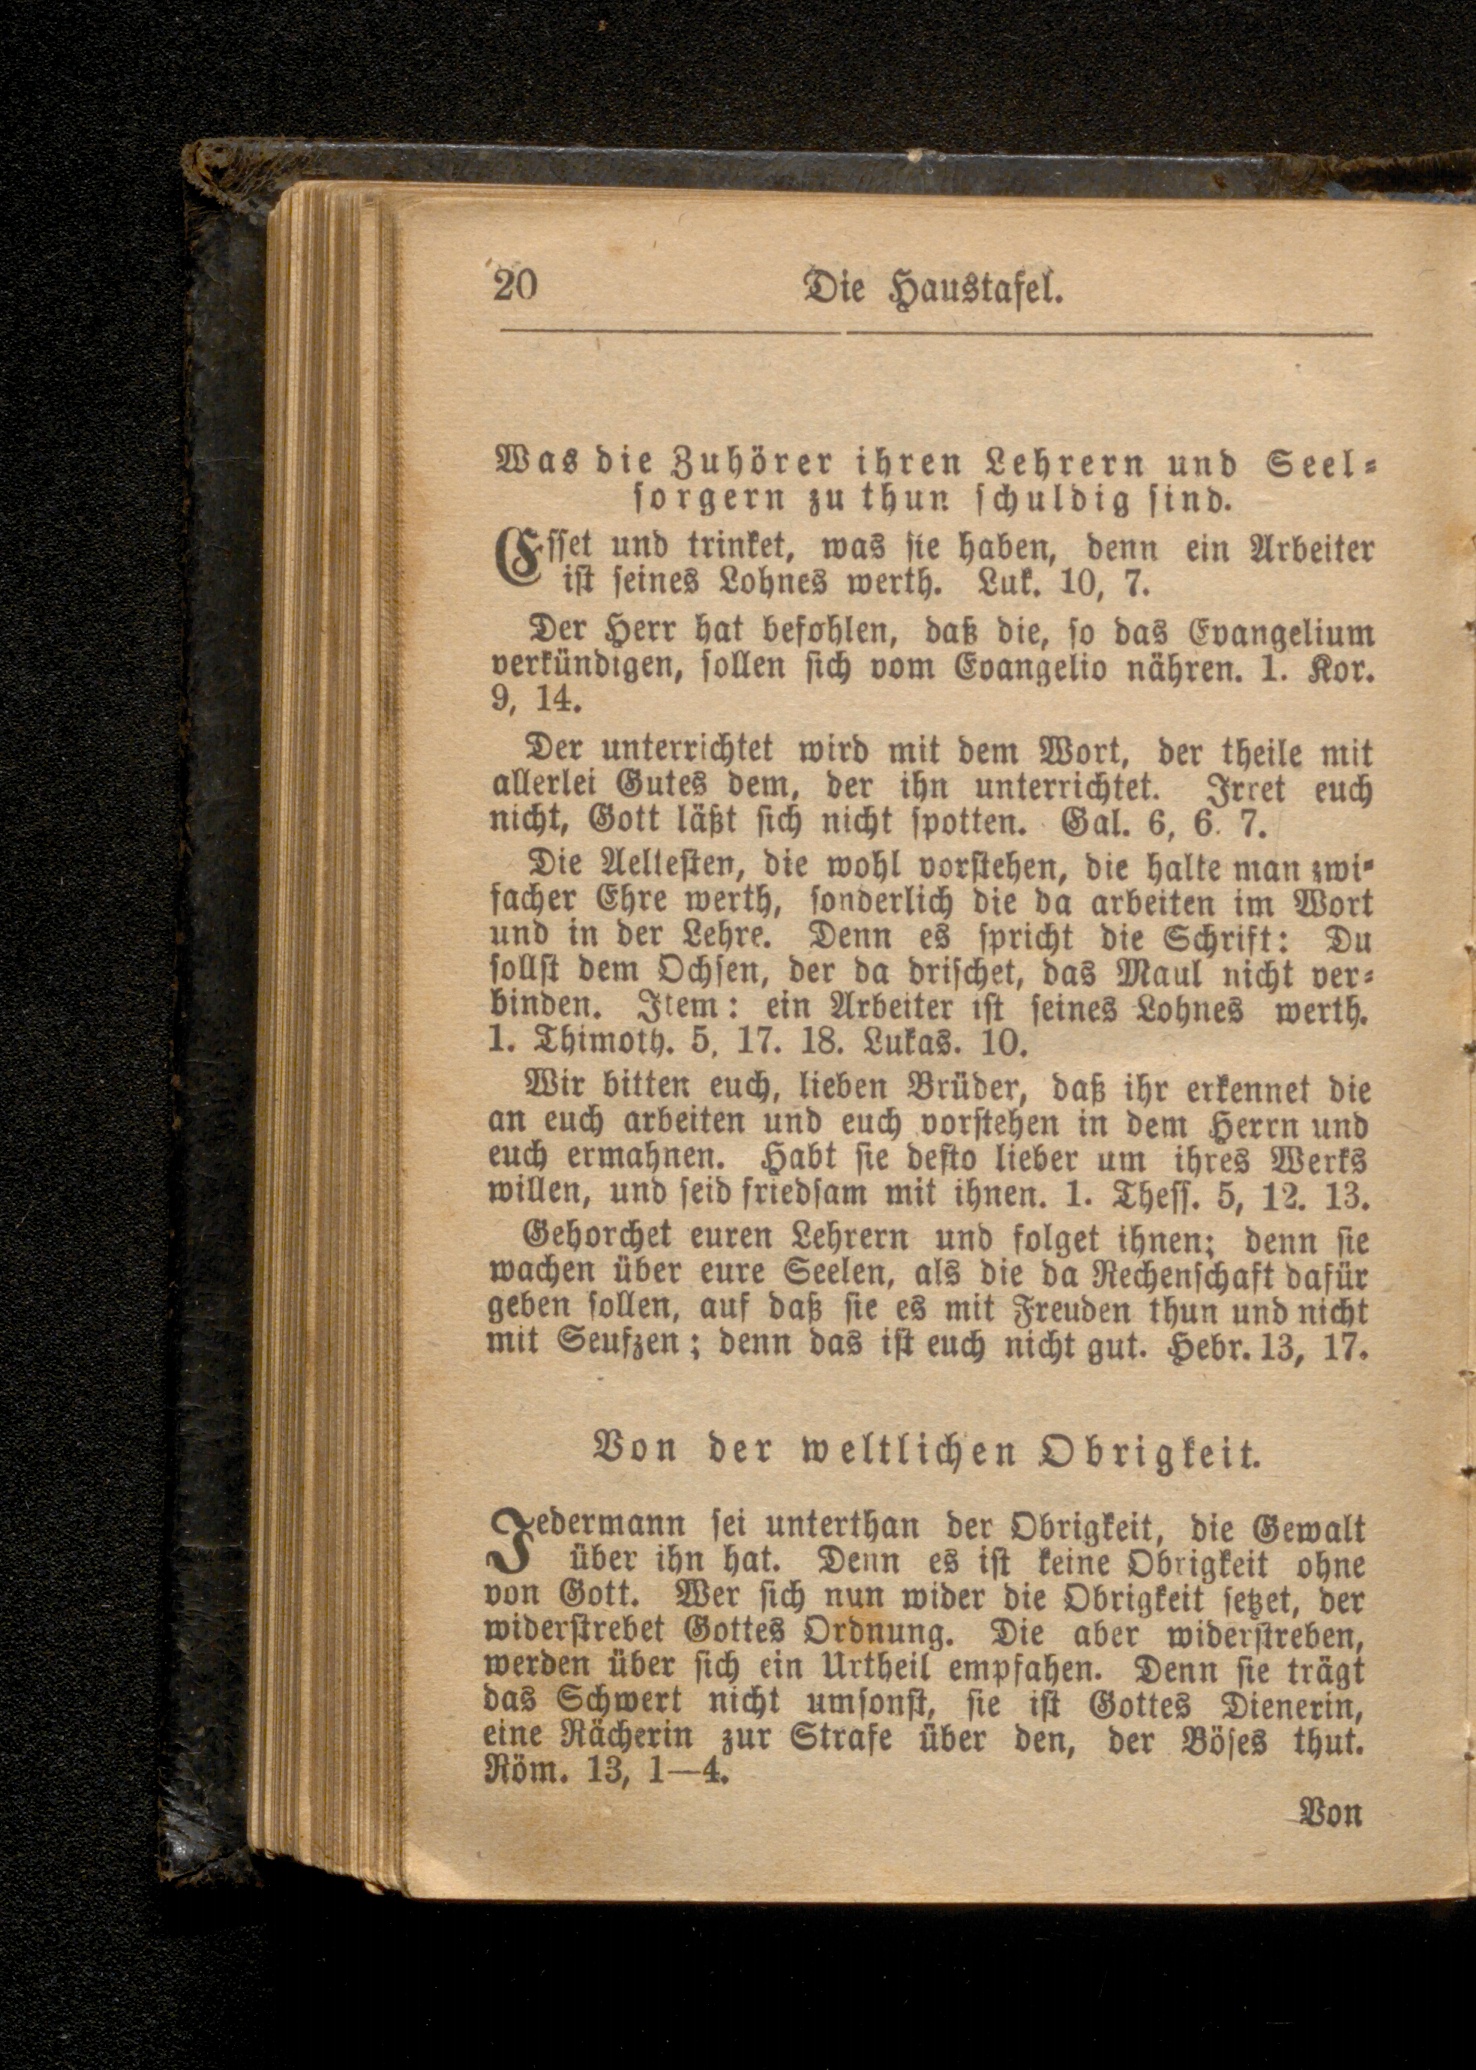 20 Die Haustafel.
Was die Zuhörer ihren Lehrern und Seel-
sorgern zu thun schuldig sind.
Esset und trinket, was sie haben, denn ein Arbeiter
ist seines Lohnes werth. Luk. 10, 7.
Der Herr hat befohlen, daß die, so das Evangelium
verkündigen, sollen sich vom Evangelio nähren. 1. Kor.
9, 14.
Der unterrichtet wird mit dem Wort, der theile mit
allerlei Gutes dem, der ihn unterrichtet. Irret euch
nicht, Gott läßt sich nicht spotten. Gal. 6, 6. 7.
Die Aeltesten, die wohl vorstehen, die halte man zwi-
facher Ehre werth, sonderlich die da arbeiten im Wort
und in der Lehre. Denn es spricht die Schrift: Du
sollst dem Ochsen, der da drischet, das Maul nicht ver-
binden. Item: ein Arbeiter ist seines Lohnes werth.
1. Thimoth. 5, 17. 18. Lukas. 10.
Wir bitten euch, lieben Brüder, daß ihr erkennet die
an euch arbeiten und euch vorstehen in dem Herrn und
euch ermahnen. Habt sie desto lieber um ihres Werks
willen, und seid friedsam mit ihnen. 1. Thess. 5, 12. 13.
Gehorchet euren Lehrern und folget ihnen; denn sie
wachen über eure Seelen, als die da Rechenschaft dafür
geben sollen, auf daß sie es mit Freuden thun und nicht
mit Seufzen; denn das ist euch nicht gut. Hebr. 13, 17.
Von der weltlichen Obrigkeit.
Jedermann sei unterthan der Obrigkeit, die Gewalt
über ihn hat. Denn es ist keine Obrigkeit ohne
von Gott. Wer sich nun wider die Obrigkeit setzet, der
widerstrebet Gottes Ordnung. Die aber widerstreben,
werden über sich ein Urtheil empfahen. Denn sie trägt
das Schwert nicht umsonst, sie ist Gottes Dienerin,
eine Rächerin zur Strafe über den, der Böses thut.
Röm. 13, 1—4.
Von